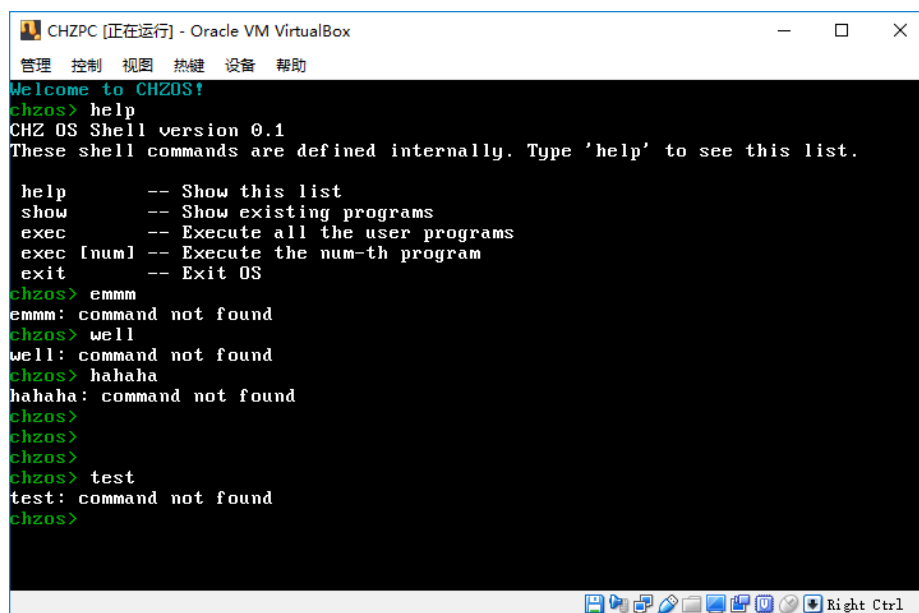 CHZPC [正在运行] - Oracle VM VirtualBox
管理 控制 视图 热键 设备 帮助
Welcome to CHZOS!
chzos> help
CHZ OS Shell version 0.1
These shell commands are defined internally. Type 'help' to see this list.
help -- Show this list
show -- Show existing programs
exec -- Execute all the user programs
exec [num] -- Execute the num-th program
exit -- Exit OS
chzos> emmm
emmm: command not found
chzos> well
well: command not found
chzos> hahaha
hahaha: command not found
chzos>
chzos>
chzos>
chzos> test
test: command not found
chzos>
Right Ctrl